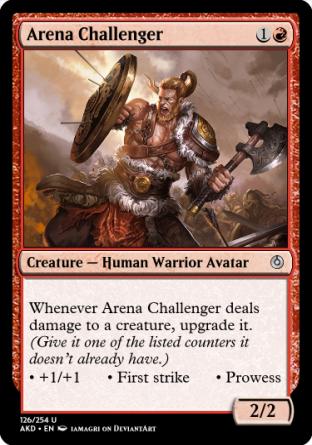 Arena Challenger 1
Creature — Human Warrior Avatar
Whenever Arena Challenger deals
damage to a creature, upgrade it.
(Give it one of the listed counters it
doesn't already have.)
• +1/+1 • First strike • Prowess
126/254 U
2/2
AKD • EN IAMAGRI ON DEVIANTART